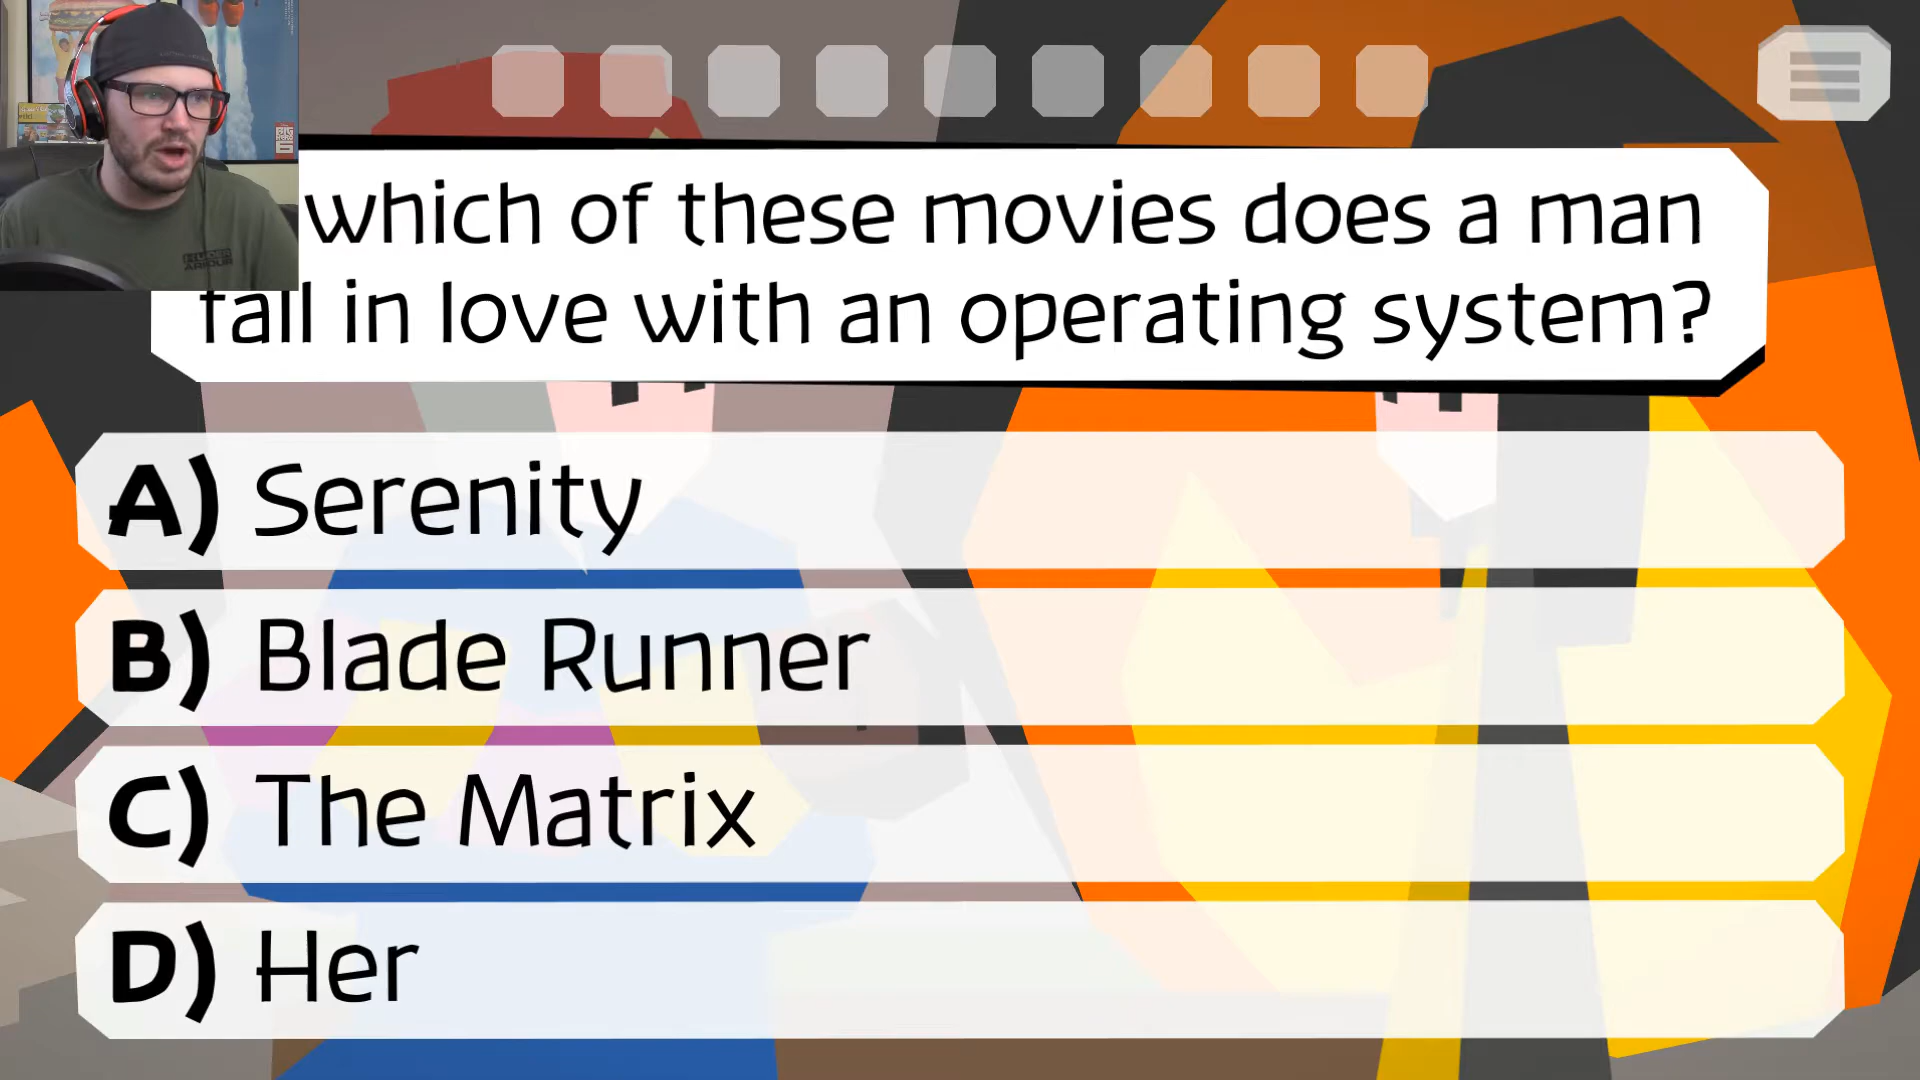 which of these movies does a man
fall in love with an operating system?
A) Serenity
B) Blade Runner
C) The Matrix
D) Her